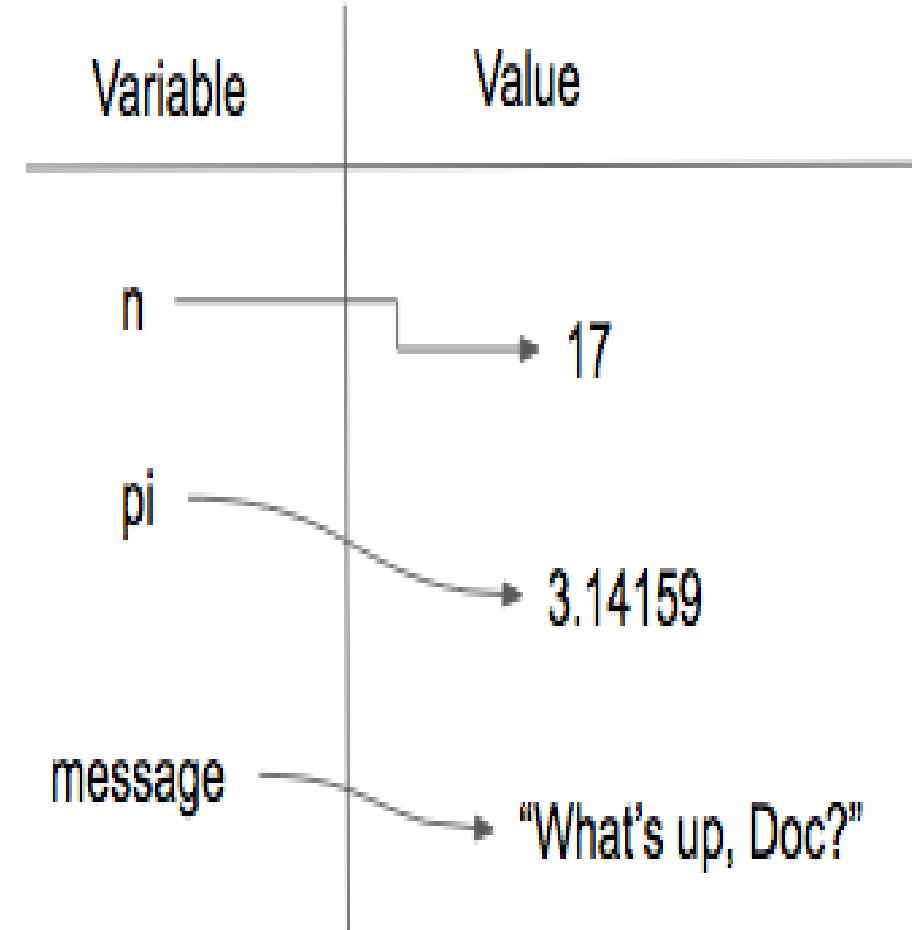 Variable Value
n 17
pi 3.14159
message “What’s up, Doc?”